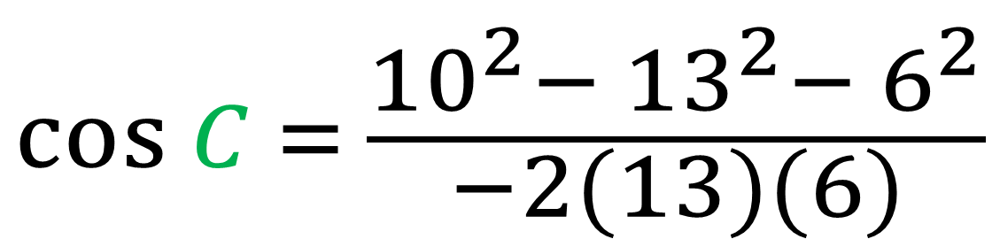 cos C = 10² − 13² − 6²
−2(13)(6)